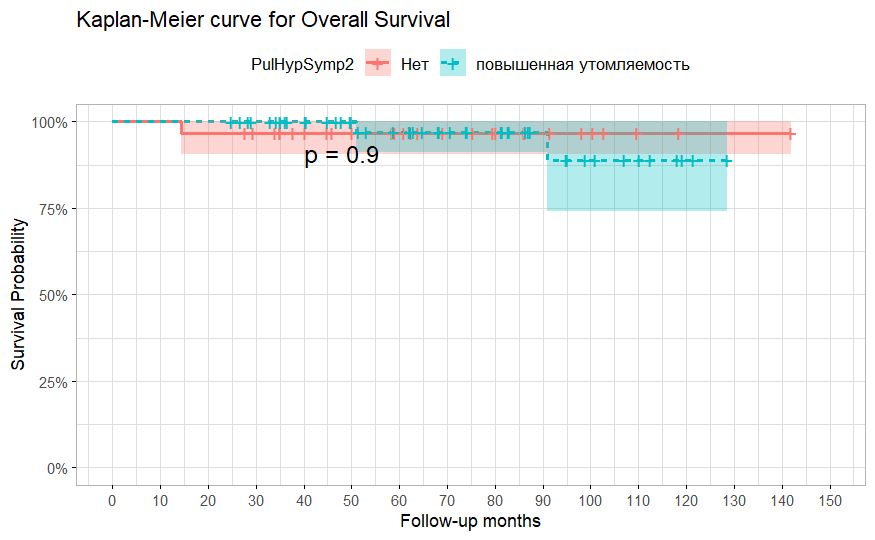 Kaplan-Meier curve for Overall Survival
PulHypSymp2 Нет повышенная утомляемость
100%
75%
50%
25%
0%
Survival Probability
p = 0.9
0 10 20 30 40 50 60 70 80 90 100 110 120 130 140 150
Follow-up months